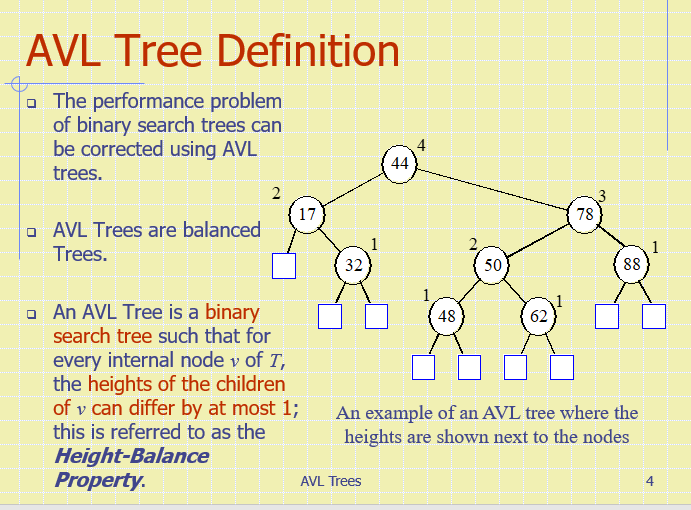 AVL Tree Definition
The performance problem
of binary search trees can
be corrected using AVL
trees.
AVL Trees are balanced
Trees.
An AVL Tree is a binary
search tree such that for
every internal node v of T,
the heights of the children
of v can differ by at most 1;
this is referred to as the
Height-Balance
Property.
4
44
2
17
3
78
1
32
2
50
1
88
1
48
1
62
An example of an AVL tree where the
heights are shown next to the nodes
AVL Trees
4